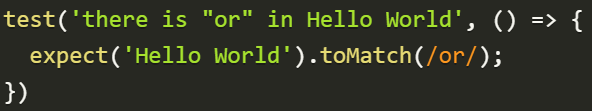 test('there is "or" in Hello World', () => {
  expect('Hello World').toMatch(/or/);
})